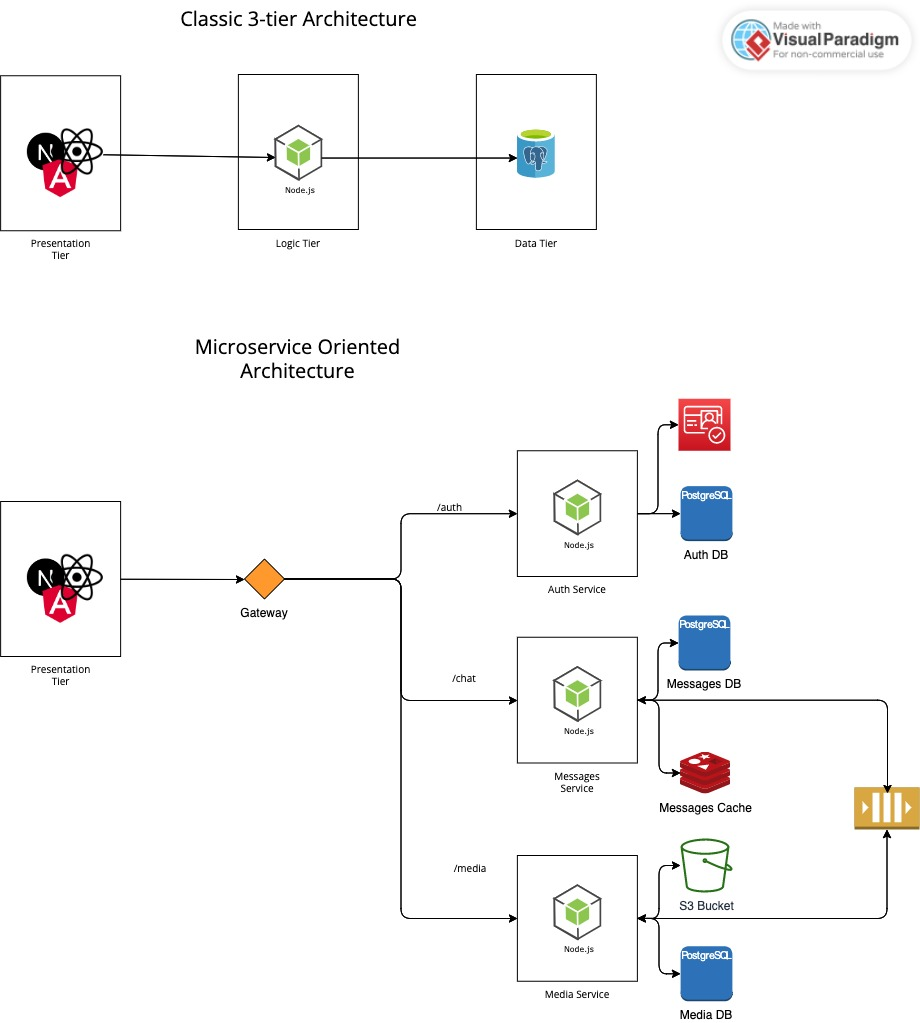 Classic 3-tier Architecture
Made with
Visual Paradigm
For non-commercial use
N
A
Node.js
Presentation
Tier
Logic Tier
Data Tier
Microservice Oriented
Architecture
/auth
Node.js
PostgreSQL
Auth DB
Auth Service
N
A
Gateway
Presentation
Tier
/chat
Node.js
PostgreSQL
Messages DB
Messages
Service
Messages Cache
/media
Node.js
S3 Bucket
PostgreSQL
Media Service
Media DB